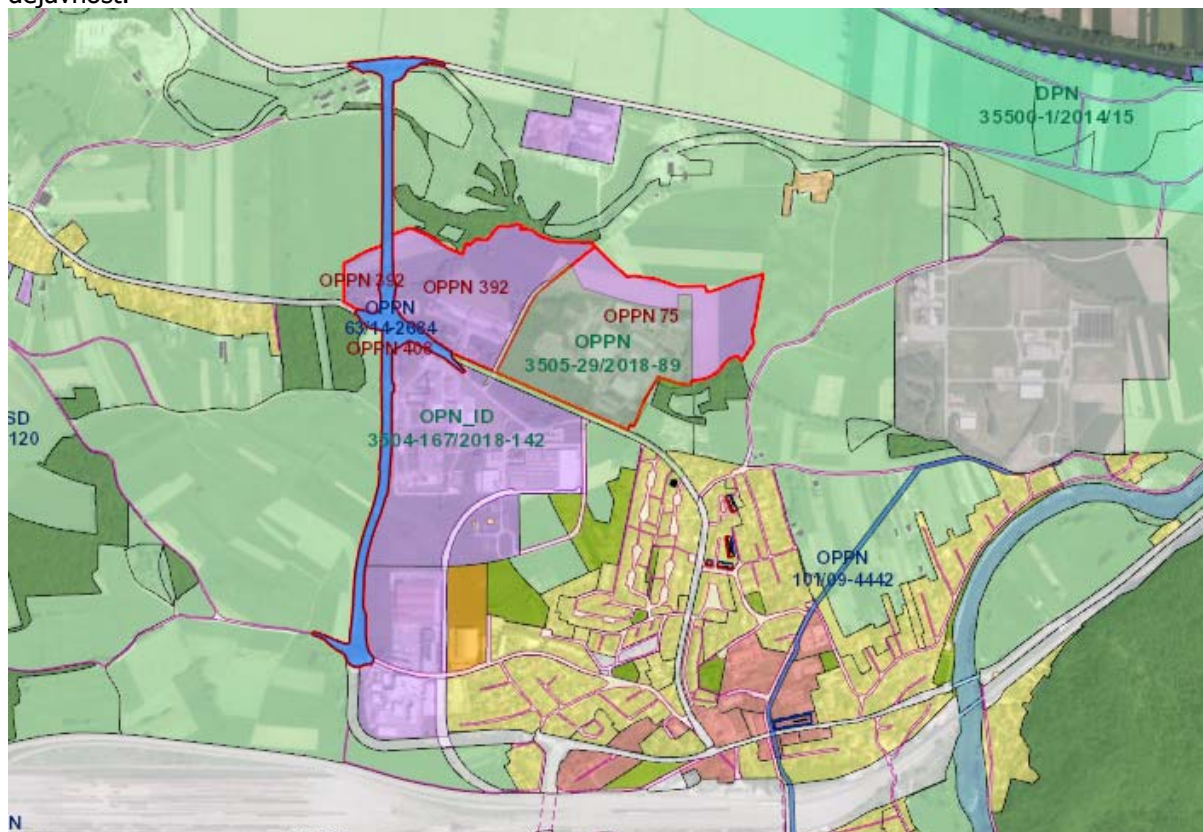 dejavnosti.
DPN
35500-1/2014/15
OPPN 392
OPPN 392
OPPN
63/14-2684
OPPN 408
OPPN 75
OPPN
3505-29/2018-89
OPN_ID
3504-167/2018-142
SD
120
OPPN
101/09-4442
N